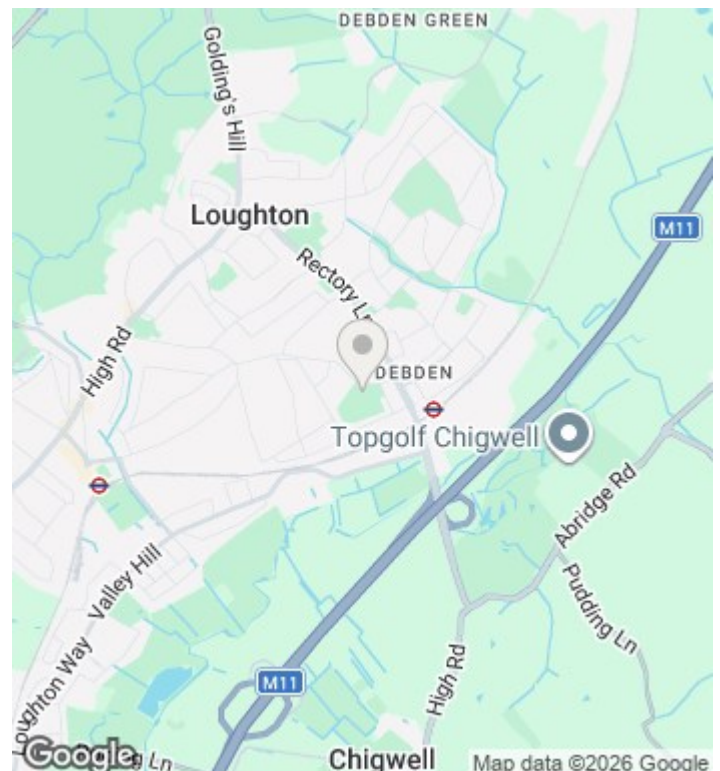 DEBDEN GREEN
Golding's Hill
Loughton
M11
Rectory Ln
High Rd
DEBDEN
Topgolf Chigwell
Abridge Rd
Valley Hill
Pudding Ln
Loughton Way
High Rd
M11
Google
Ln
Chigwell
Map data ©2026 Google